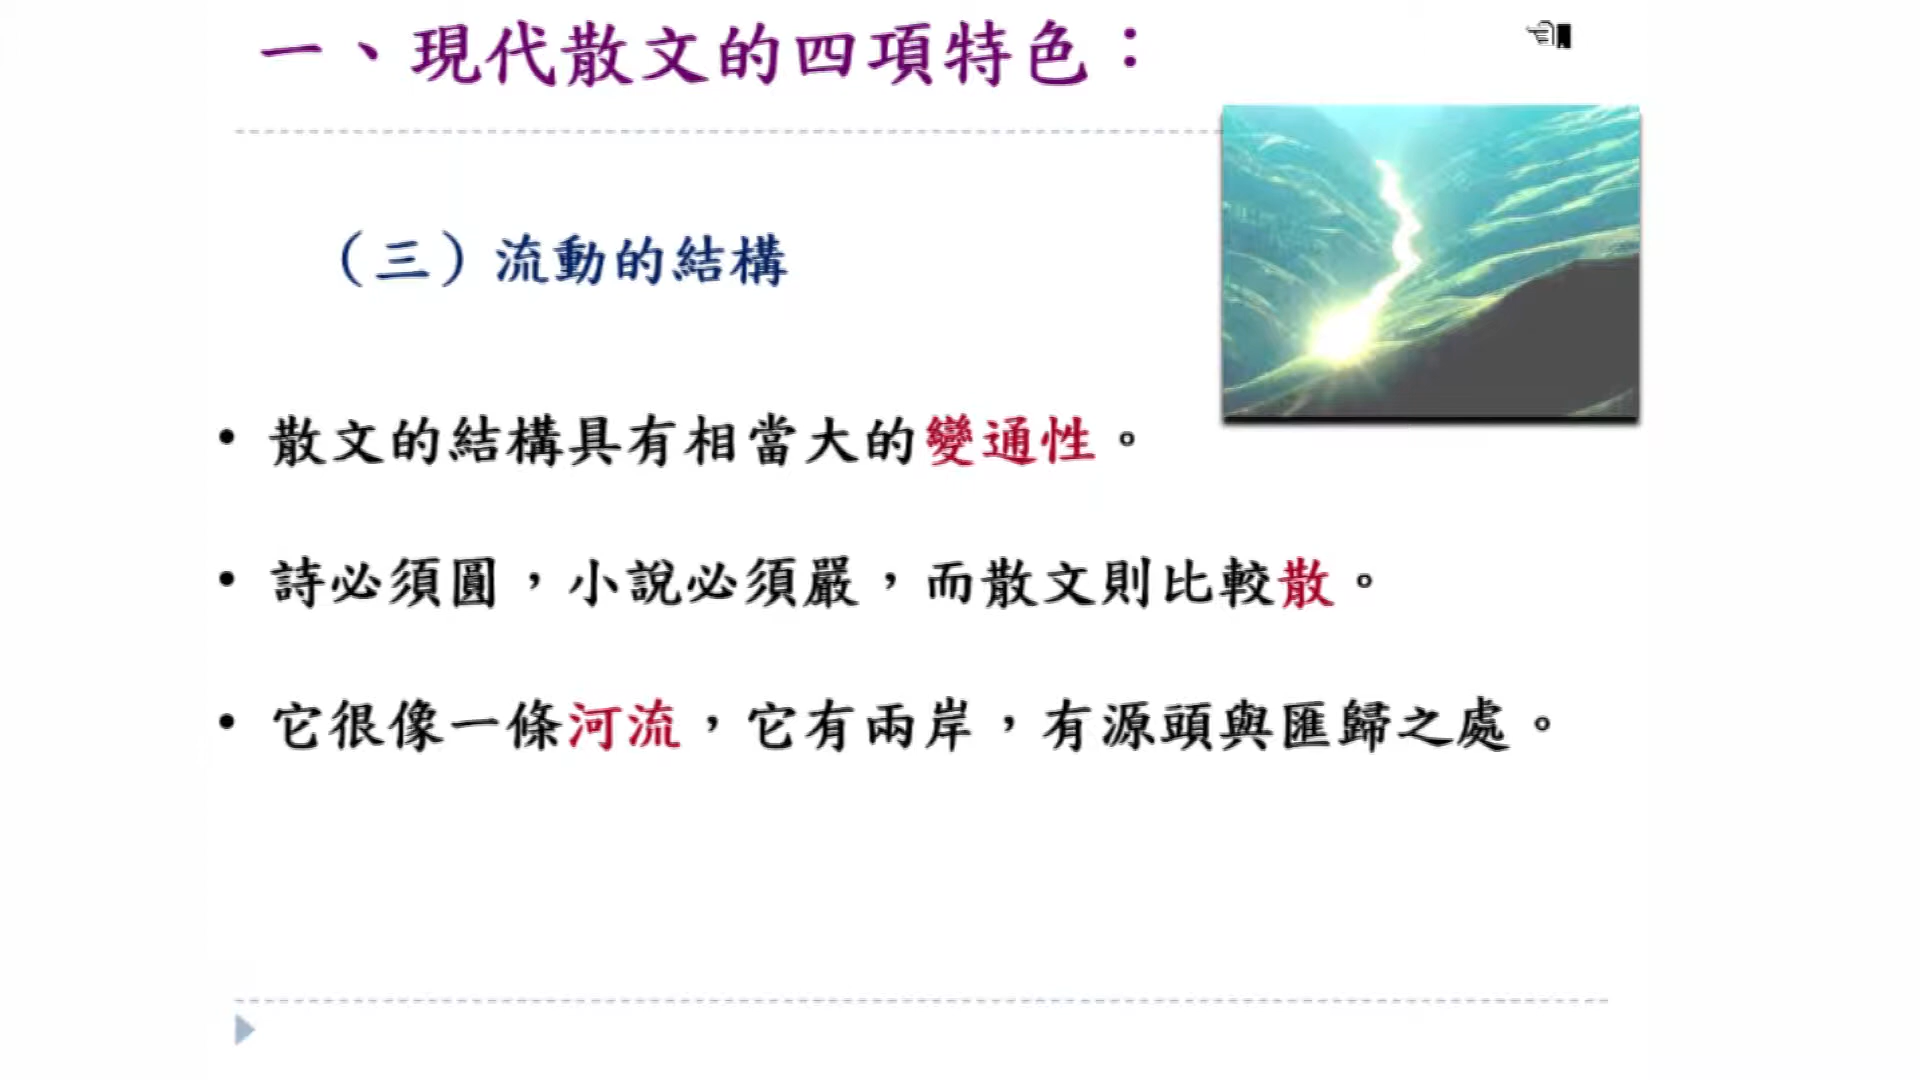 一、現代散文的四項特色：
（三）流動的結構
• 散文的結構具有相當大的變通性。
• 詩必須圓，小說必須嚴，而散文則比較散。
• 它很像一條河流，它有兩岸，有源頭與匯歸之處。